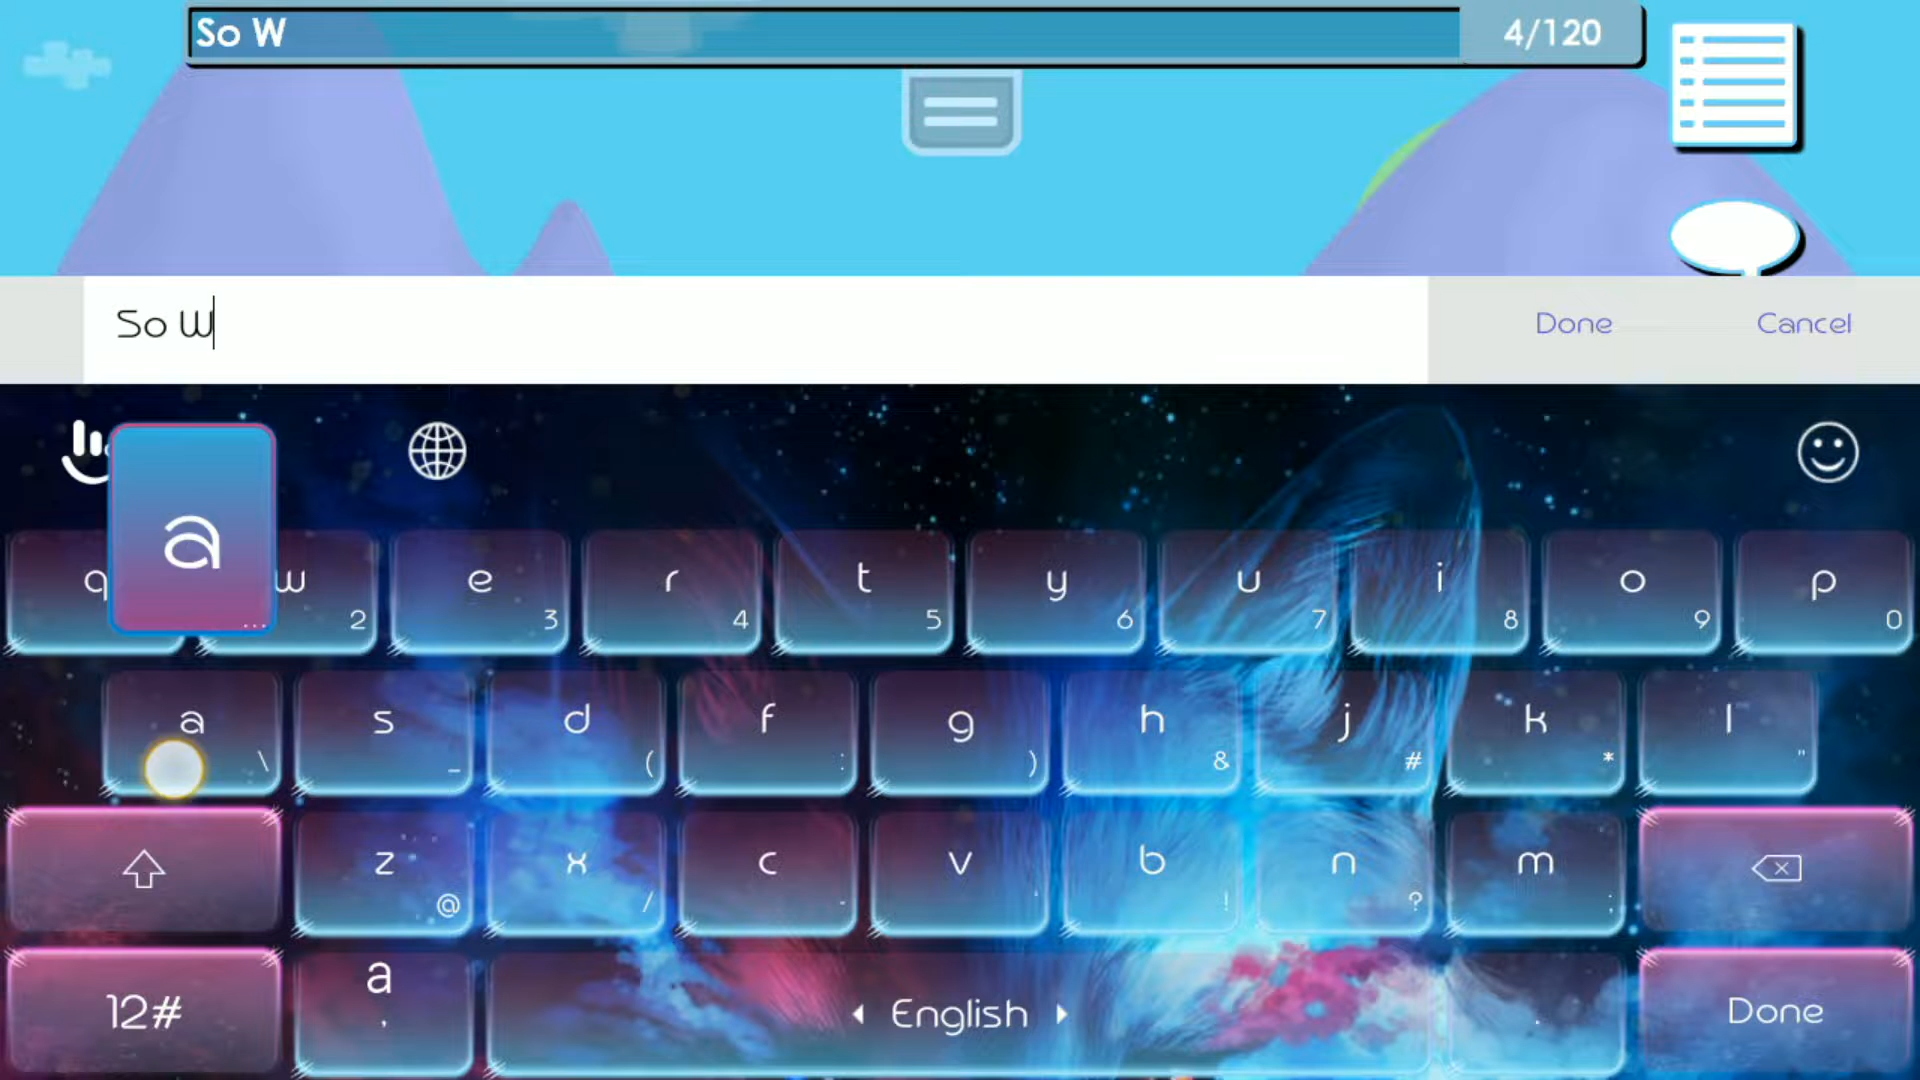 So W
4/120
So W
Done
Cancel
a
...
q w e r t y u i o p
2 3 4 5 6 7 8 9 0
a s d f g h j k l
\ _ ( : ) & # * "
z x c v b n m
@ / - ' ! ? ;
12#
a
,
English
.
Done